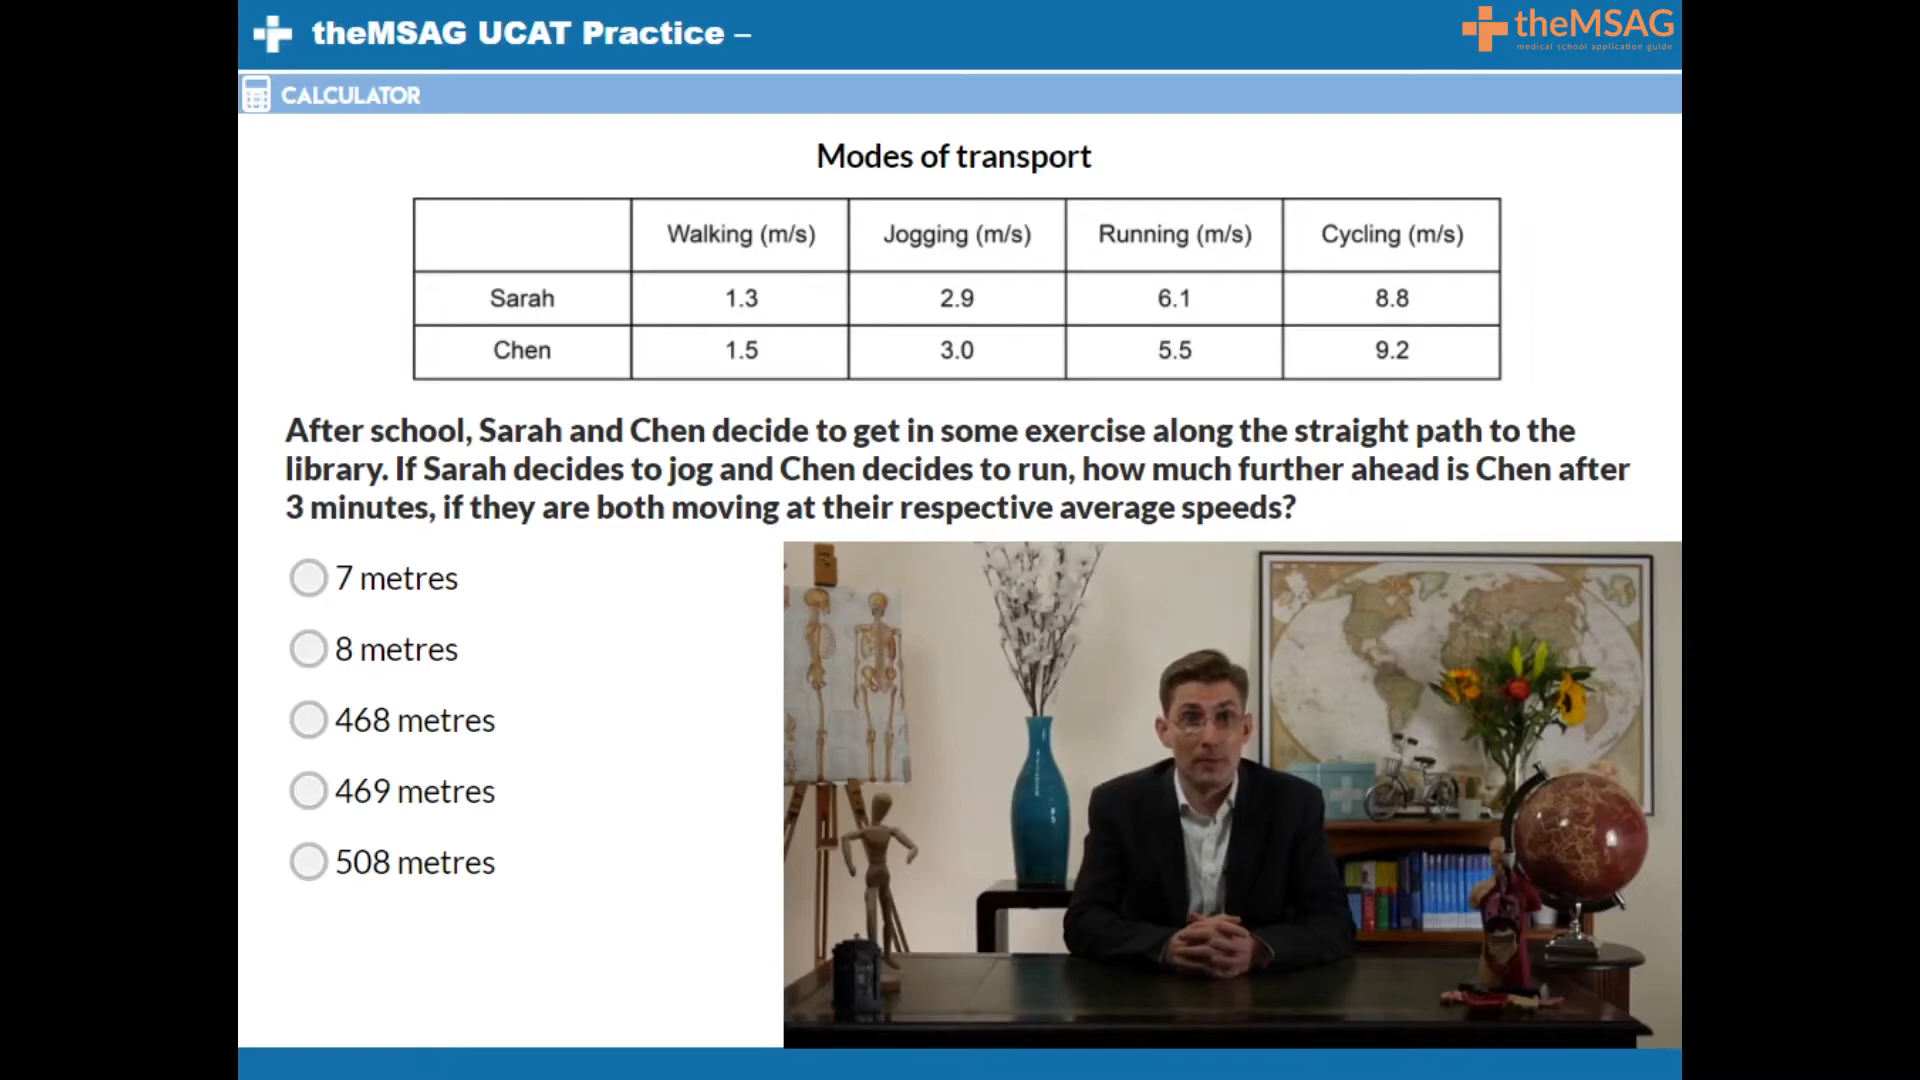 theMSAG UCAT Practice –
theMSAG
medical school application guide
CALCULATOR
Modes of transport
Walking (m/s) Jogging (m/s) Running (m/s) Cycling (m/s)
Sarah 1.3 2.9 6.1 8.8
Chen 1.5 3.0 5.5 9.2
After school, Sarah and Chen decide to get in some exercise along the straight path to the
library. If Sarah decides to jog and Chen decides to run, how much further ahead is Chen after
3 minutes, if they are both moving at their respective average speeds?
7 metres
8 metres
468 metres
469 metres
508 metres